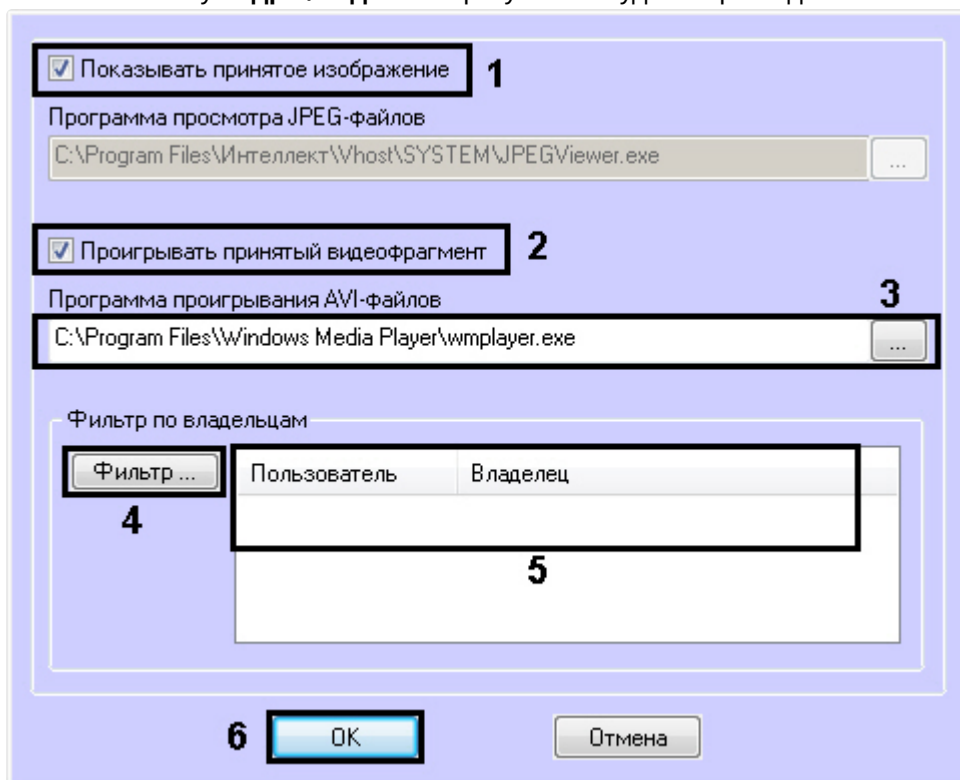 Показывать принятое изображение 1
Программа просмотра JPEG-файлов
C:\Program Files\Интеллект\Vhost\SYSTEM\JPEGViewer.exe ...
Проигрывать принятый видеофрагмент 2
Программа проигрывания AVI-файлов 3
C:\Program Files\Windows Media Player\wmplayer.exe ...
Фильтр по владельцам
Фильтр ... Пользователь Владелец
4
5
6 OK Отмена